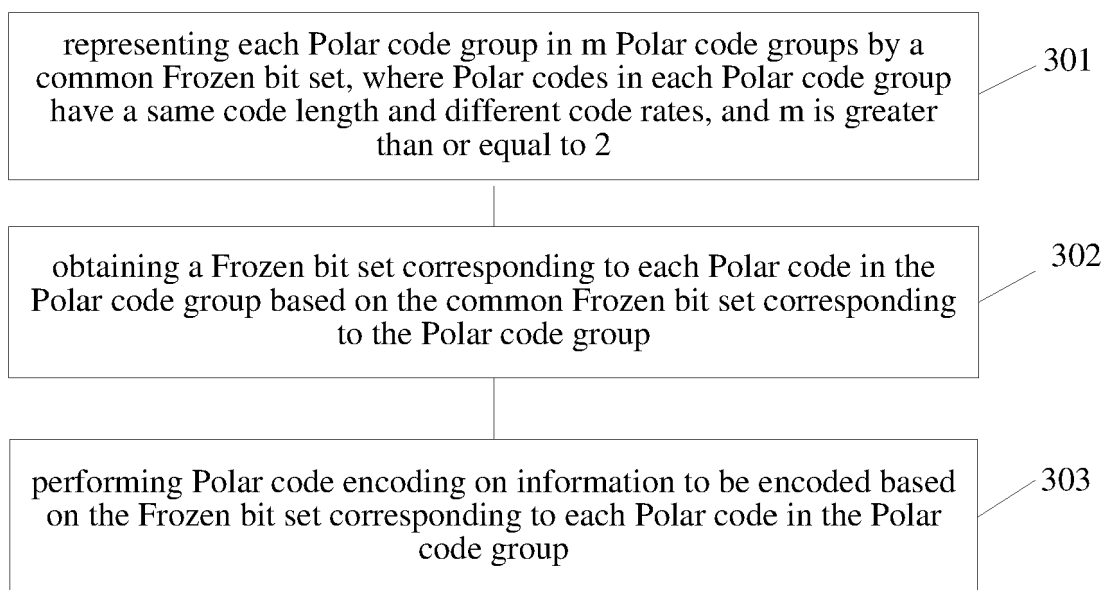 representing each Polar code group in m Polar code groups by a
common Frozen bit set, where Polar codes in each Polar code group
have a same code length and different code rates, and m is greater
than or equal to 2
301
obtaining a Frozen bit set corresponding to each Polar code in the
Polar code group based on the common Frozen bit set corresponding
to the Polar code group
302
performing Polar code encoding on information to be encoded based
on the Frozen bit set corresponding to each Polar code in the Polar
code group
303